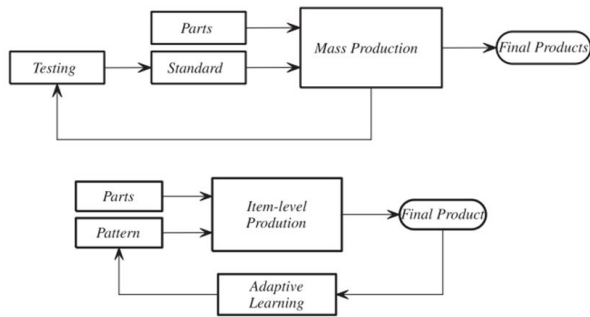 Parts
Mass Production
Final Products
Testing
Standard
Parts
Item-level
Prodution
Final Product
Pattern
Adaptive
Learning